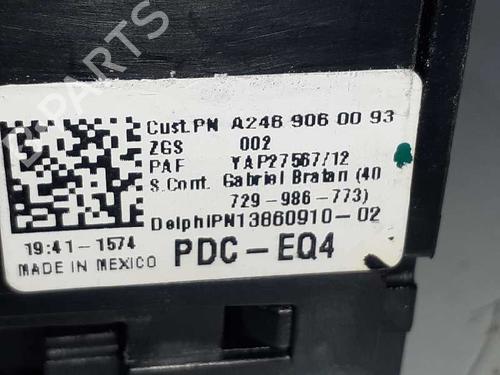 Cust.PN A246 906 00 93
ZGS 002
PAF YAP27567/12
S.Cont. Gabriel Bratan (40
729-986-773)
DelphiPN13860910-02
19:41-1574 PDC-EQ4
MADE IN MEXICO
PARTS